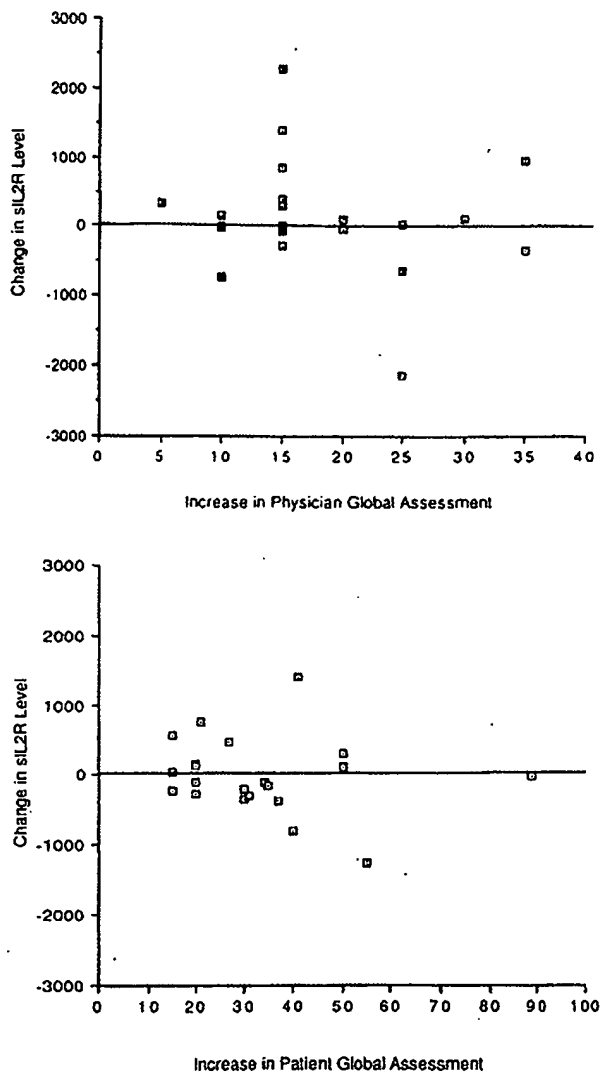 3000
2000
1000
0
-1000
-2000
-3000
Change in sIL2R Level
0 5 10 15 20 25 30 35 40
Increase in Physician Global Assessment
3000
2000
1000
0
-1000
-2000
-3000
Change in sIL2R Level
0 10 20 30 40 50 60 70 80 90 100
Increase in Patient Global Assessment